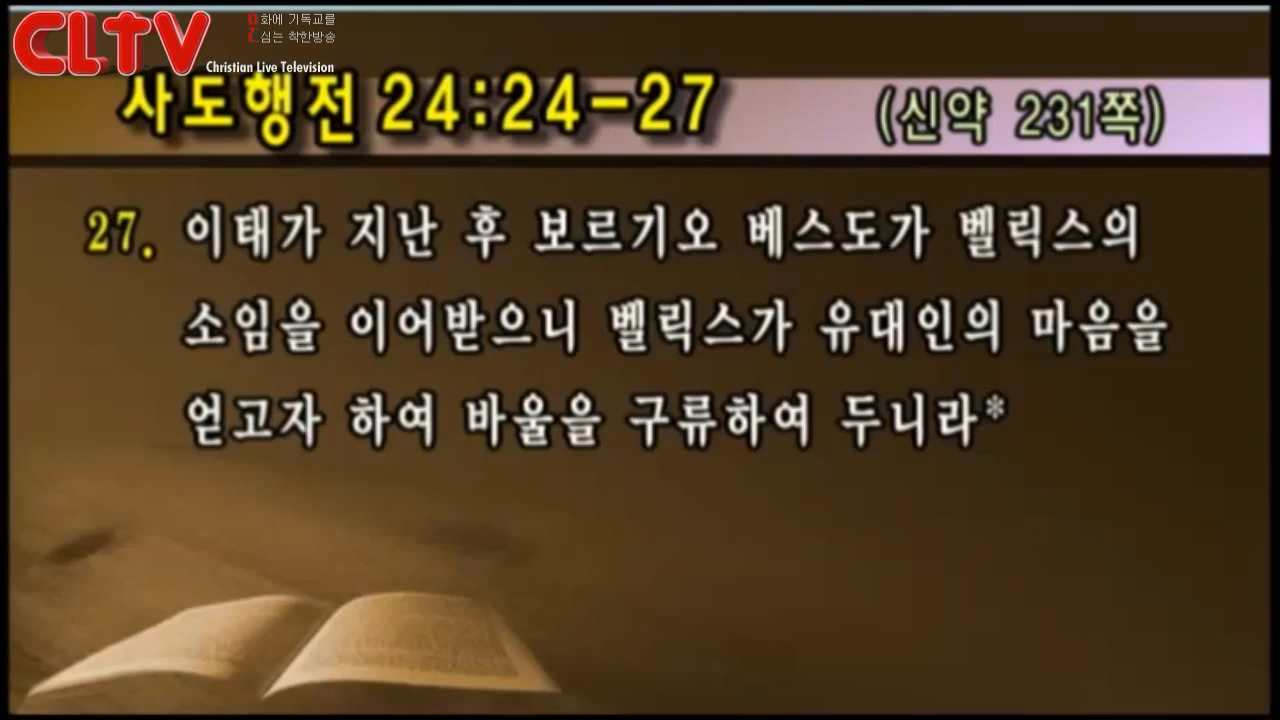 CLTV
문화에 기독교를
심는 착한방송
Christian Live Television
사도행전 24:24-27 (신약 231쪽)
27. 이태가 지난 후 보르기오 베스도가 벨릭스의
소임을 이어받으니 벨릭스가 유대인의 마음을
얻고자 하여 바울을 구류하여 두니라*